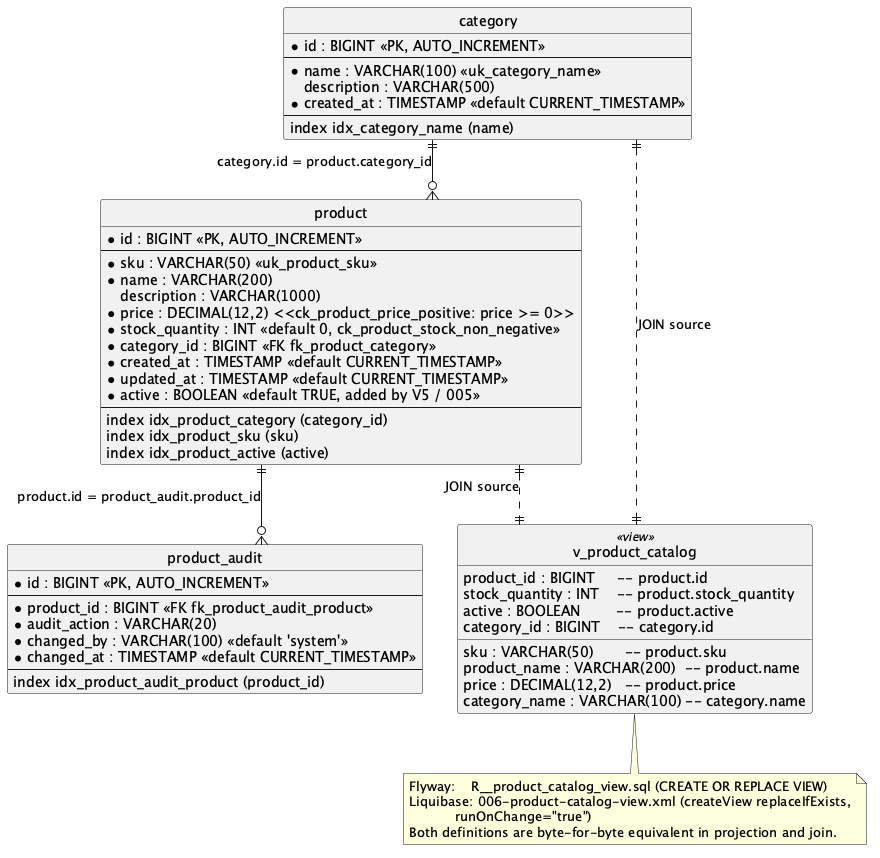 category
• id : BIGINT «PK, AUTO_INCREMENT»
• name : VARCHAR(100) «uk_category_name»
description : VARCHAR(500)
• created_at : TIMESTAMP «default CURRENT_TIMESTAMP»
index idx_category_name (name)
category.id = product.category_id
product
• id : BIGINT «PK, AUTO_INCREMENT»
• sku : VARCHAR(50) «uk_product_sku»
• name : VARCHAR(200)
description : VARCHAR(1000)
• price : DECIMAL(12,2) <<ck_product_price_positive: price >= 0>>
• stock_quantity : INT «default 0, ck_product_stock_non_negative»
• category_id : BIGINT «FK fk_product_category»
• created_at : TIMESTAMP «default CURRENT_TIMESTAMP»
• updated_at : TIMESTAMP «default CURRENT_TIMESTAMP»
• active : BOOLEAN «default TRUE, added by V5 / 005»
index idx_product_category (category_id)
index idx_product_sku (sku)
index idx_product_active (active)
JOIN source
product.id = product_audit.product_id
JOIN source
product_audit
• id : BIGINT «PK, AUTO_INCREMENT»
• product_id : BIGINT «FK fk_product_audit_product»
• audit_action : VARCHAR(20)
• changed_by : VARCHAR(100) «default 'system'»
• changed_at : TIMESTAMP «default CURRENT_TIMESTAMP»
index idx_product_audit_product (product_id)
«view»
v_product_catalog
product_id : BIGINT -- product.id
stock_quantity : INT -- product.stock_quantity
active : BOOLEAN -- product.active
category_id : BIGINT -- category.id
sku : VARCHAR(50) -- product.sku
product_name : VARCHAR(200) -- product.name
price : DECIMAL(12,2) -- product.price
category_name : VARCHAR(100) -- category.name
Flyway: R__product_catalog_view.sql (CREATE OR REPLACE VIEW)
Liquibase: 006-product-catalog-view.xml (createView replaceIfExists,
runOnChange="true")
Both definitions are byte-for-byte equivalent in projection and join.